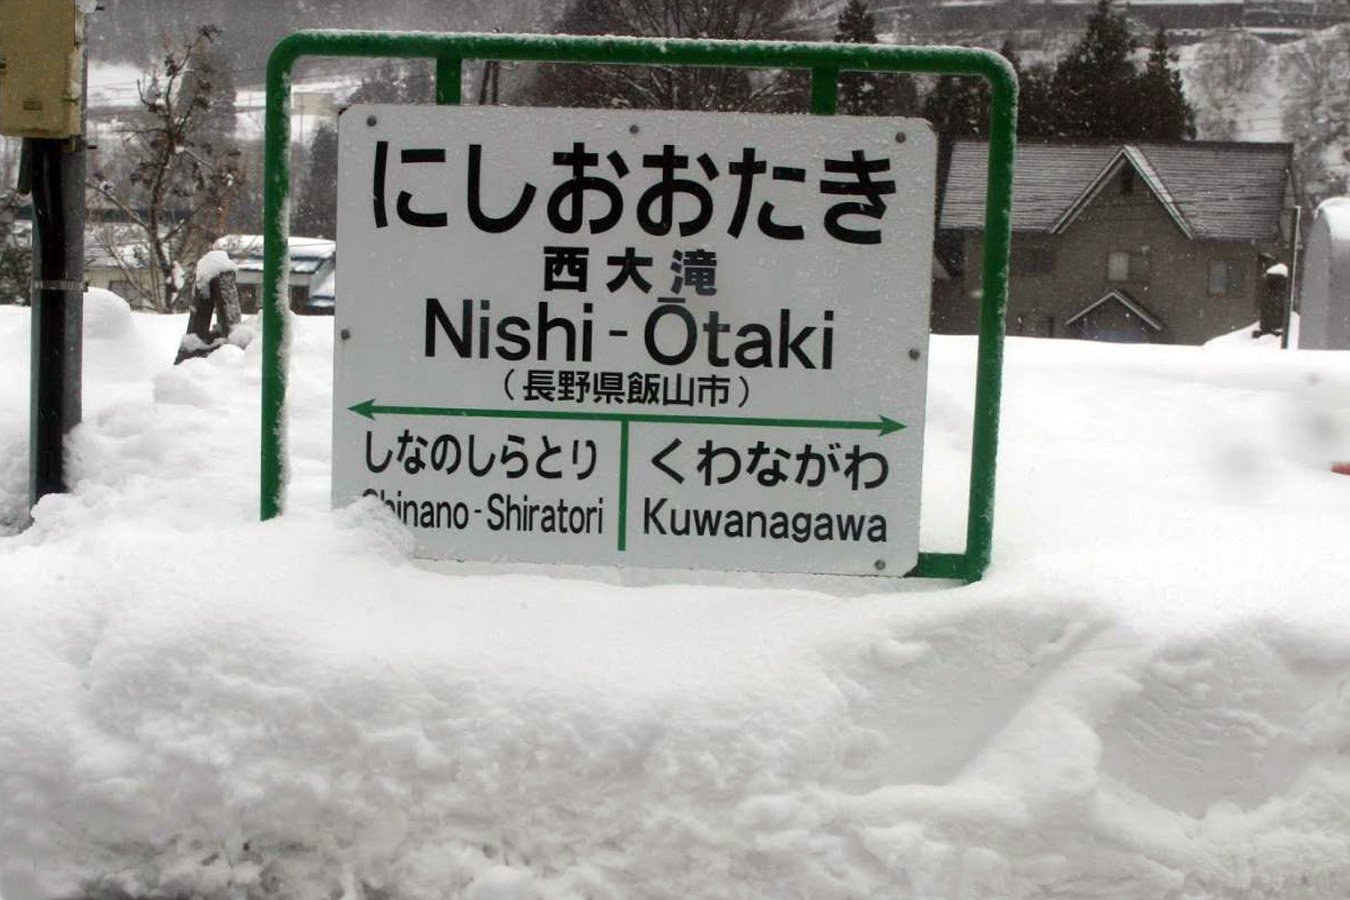 にしおおたき
西大滝
Nishi-Ōtaki
（長野県飯山市）
しなのしらとり くわながわ
Shinano-Shiratori Kuwanagawa